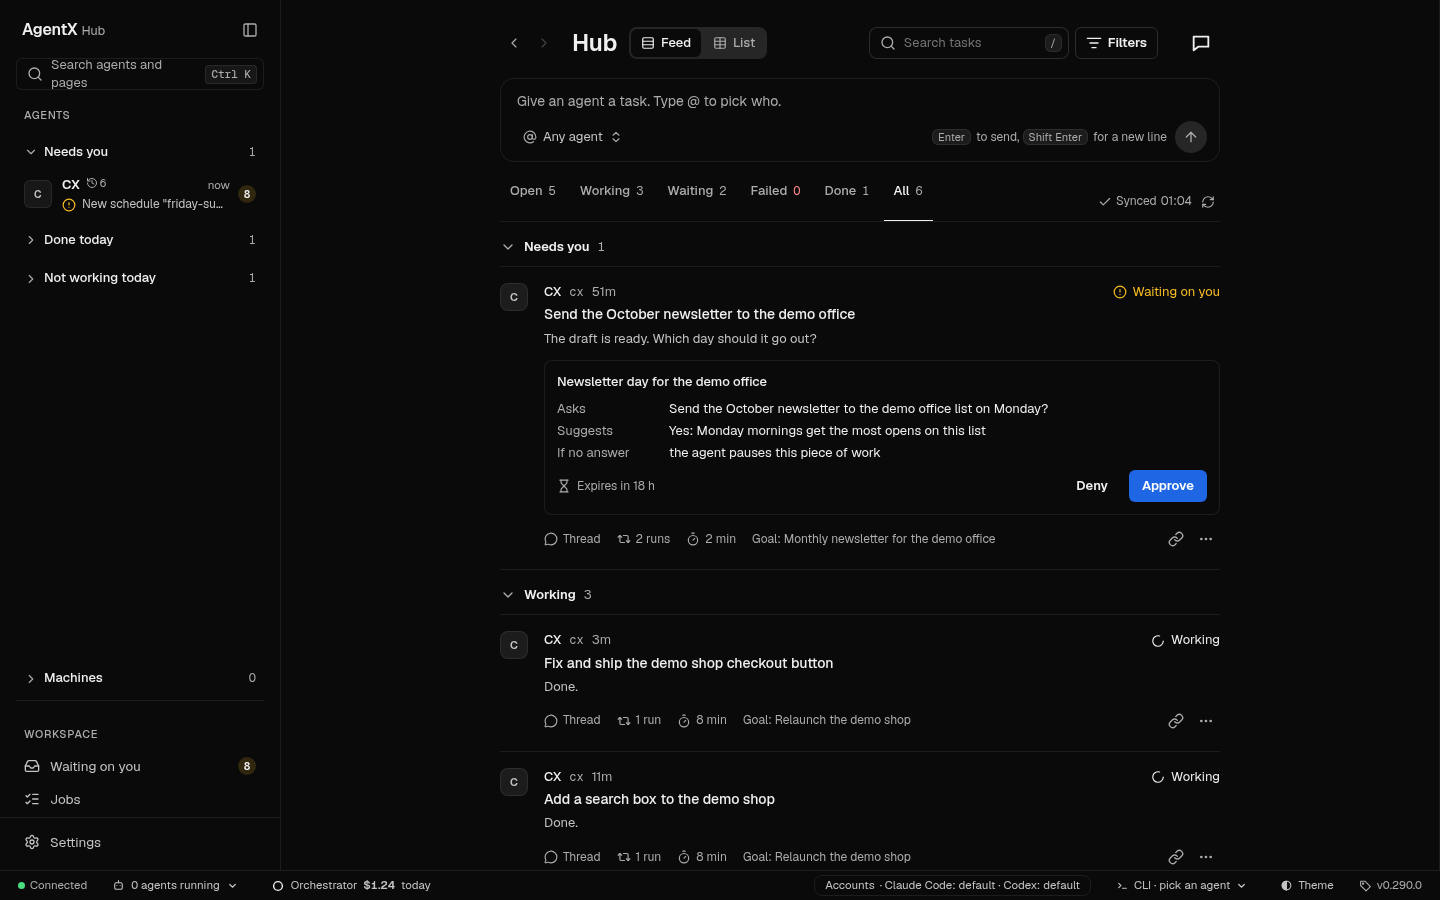 AgentX Hub
Search agents and pages
Ctrl K
AGENTS
Needs you 1
C
CX 6 now
8
New schedule "friday-su...
Done today 1
Not working today 1
Machines 0
WORKSPACE
Waiting on you 8
Jobs
Settings
Hub
Feed List
Search tasks /
Filters
Give an agent a task. Type @ to pick who.
Any agent
Enter to send, Shift Enter for a new line
Open 5 Working 3 Waiting 2 Failed 0 Done 1 All 6
Synced 01:04
Needs you 1
C
CX cx 51m
Waiting on you
Send the October newsletter to the demo office
The draft is ready. Which day should it go out?
Newsletter day for the demo office
Asks Send the October newsletter to the demo office list on Monday?
Suggests Yes: Monday mornings get the most opens on this list
If no answer the agent pauses this piece of work
Expires in 18 h
Deny Approve
Thread 2 runs 2 min Goal: Monthly newsletter for the demo office
Working 3
C
CX cx 3m
Working
Fix and ship the demo shop checkout button
Done.
Thread 1 run 8 min Goal: Relaunch the demo shop
C
CX cx 11m
Working
Add a search box to the demo shop
Done.
Thread 1 run 8 min Goal: Relaunch the demo shop
Connected 0 agents running Orchestrator $1.24 today Accounts · Claude Code: default · Codex: default CLI · pick an agent Theme v0.290.0